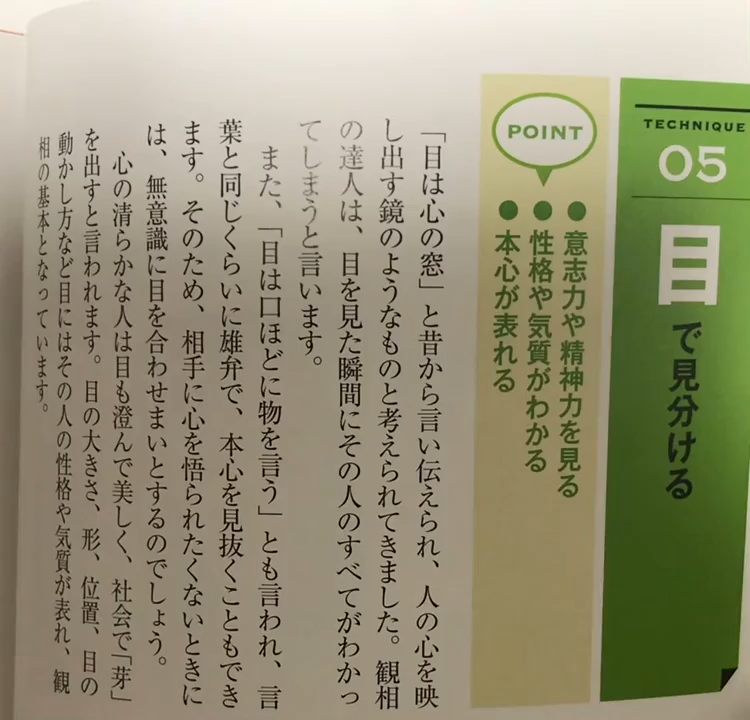 TECHNIQUE
05
目で見分ける
POINT
●意志力や精神力を見る
●性格や気質がわかる
●本心が表れる
「目は心の窓」と昔から言い伝えられ、人の心を映
し出す鏡のようなものと考えられてきました。観相
の達人は、目を見た瞬間にその人のすべてがわかっ
てしまうと言います。
また、「目は口ほどに物を言う」とも言われ、言
葉と同じくらいに雄弁で、本心を見抜くこともでき
ます。そのため、相手に心を悟られたくないときに
は、無意識に目を合わせまいとするのでしょう。
心の清らかな人は目も澄んで美しく、社会で「芽」
を出すと言われます。目の大きさ、形、位置、目の
動かし方など目にはその人の性格や気質が表れ、観
相の基本となっています。